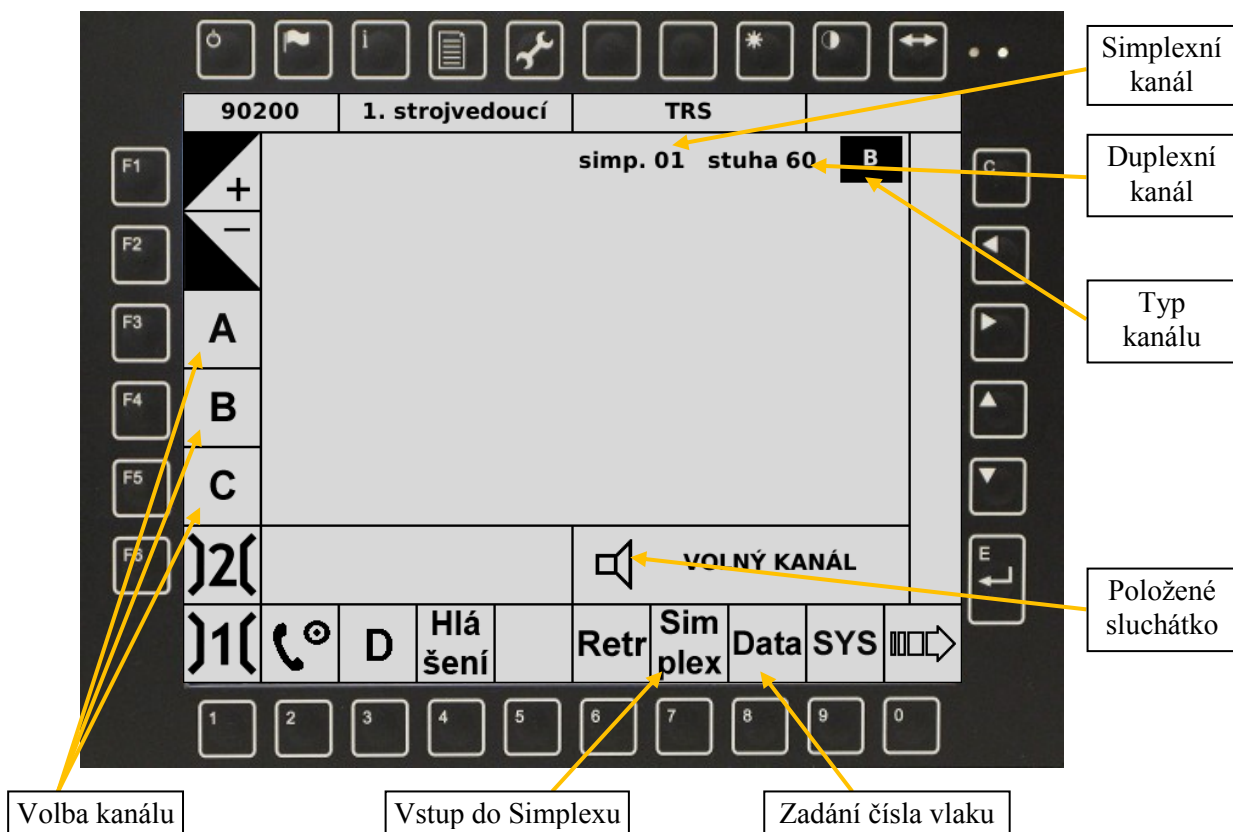 i
Simplexní
kanál
90200 1. strojvedoucí TRS
F1
+
simp. 01 stuha 60 B
C
Duplexní
kanál
F2
−
F3
A
Typ
kanálu
F4
B
F5
C
F6
)2(
VOLNÝ KANÁL
E
Položené
sluchátko
)1( D Hlá
šení Retr Sim
plex Data SYS
1 2 3 4 5 6 7 8 9 0
Volba kanálu Vstup do Simplexu Zadání čísla vlaku